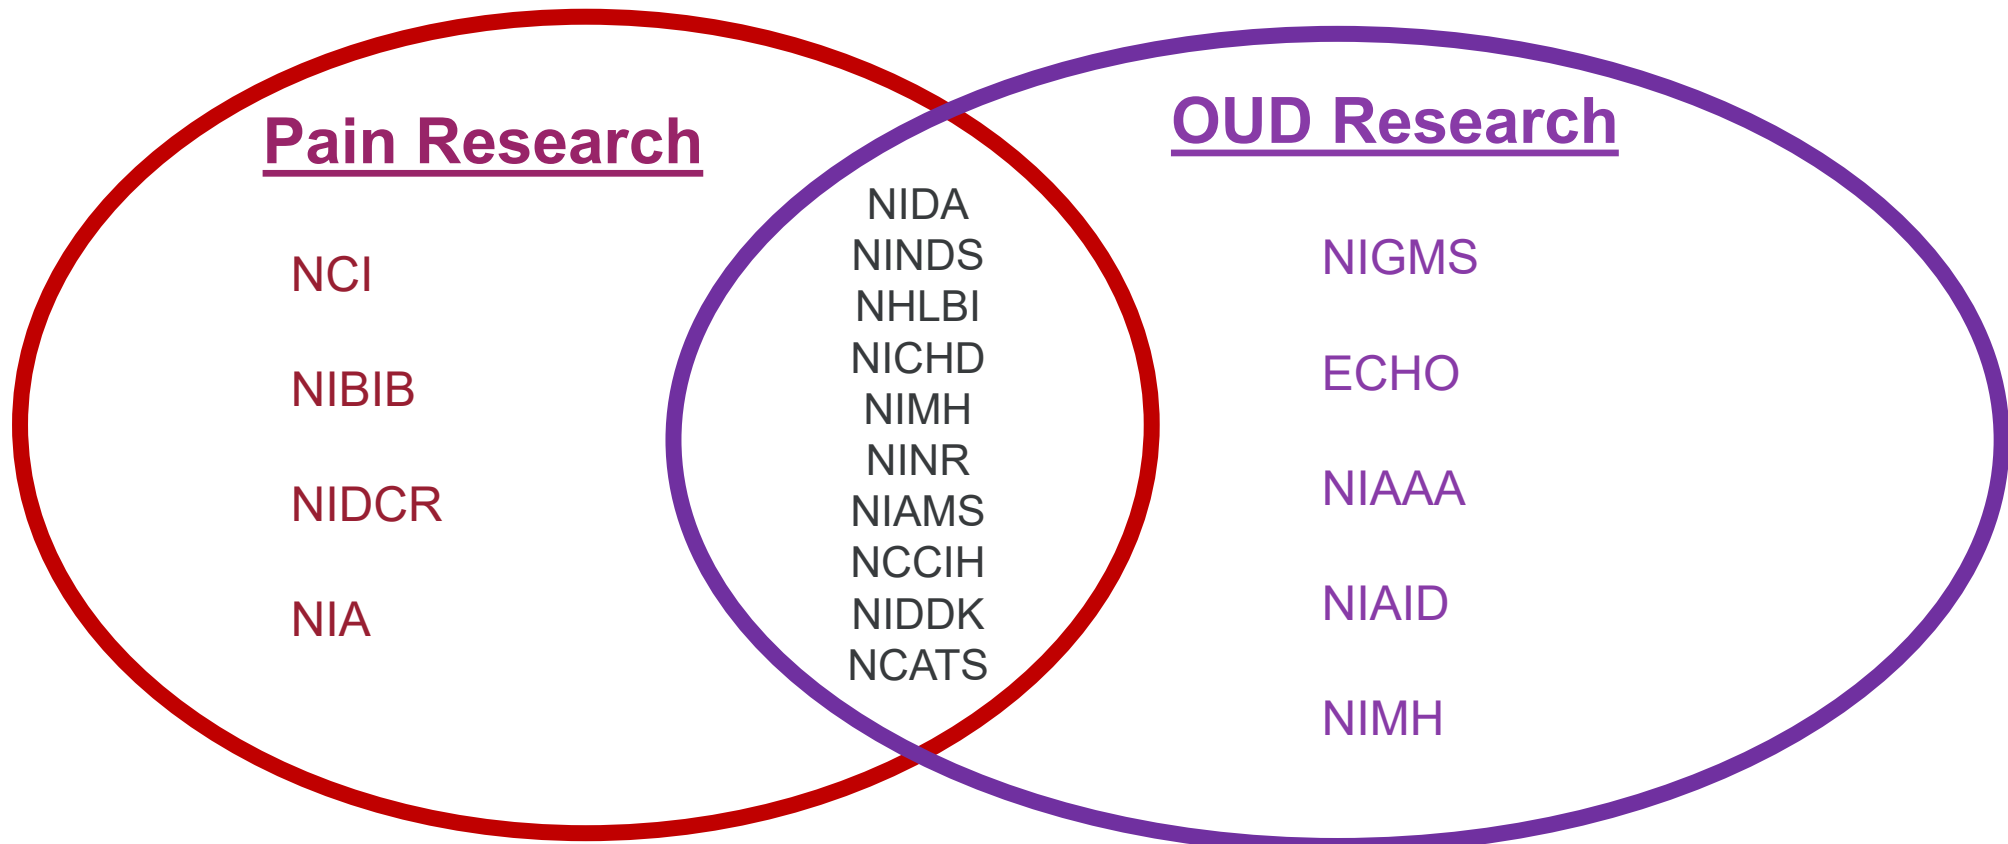 Pain Research
NCI
NIBIB
NIDCR
NIA
NIDA
NINDS
NHLBI
NICHD
NIMH
NINR
NIAMS
NCCIH
NIDDK
NCATS
OUD Research
NIGMS
ECHO
NIAAA
NIAID
NIMH